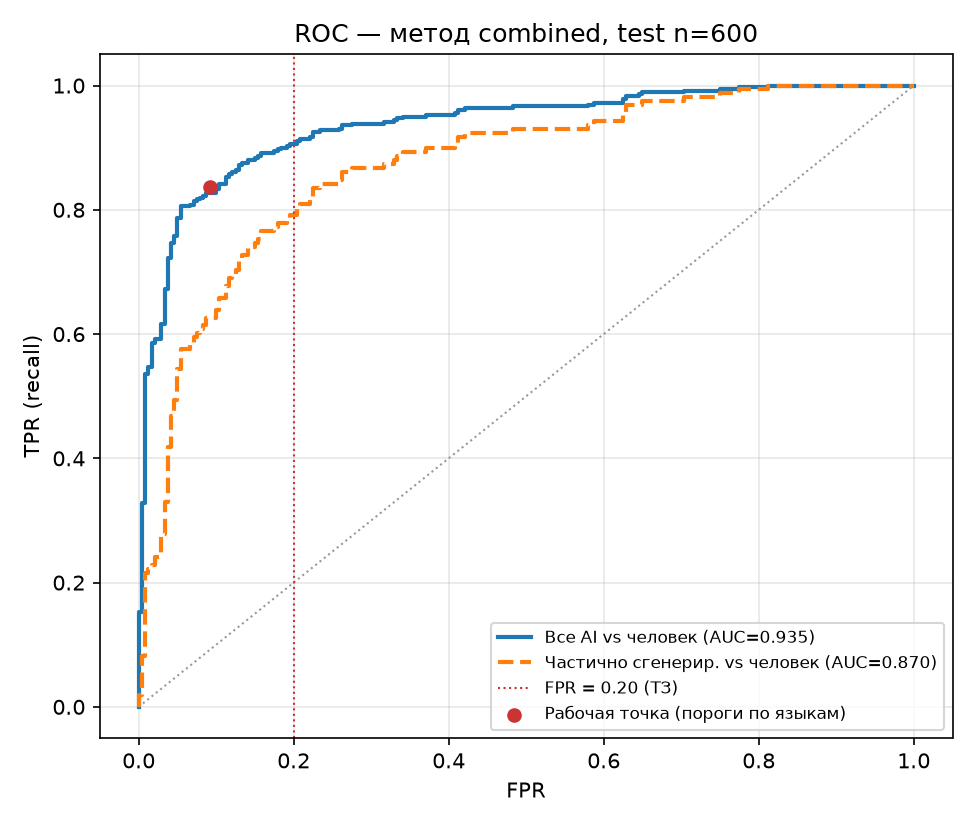 ROC — метод combined, test n=600
1.0
0.8
0.6
0.4
0.2
0.0
TPR (recall)
0.0 0.2 0.4 0.6 0.8 1.0
FPR
Все AI vs человек (AUC=0.935)
Частично сгенерир. vs человек (AUC=0.870)
FPR = 0.20 (ТЗ)
Рабочая точка (пороги по языкам)